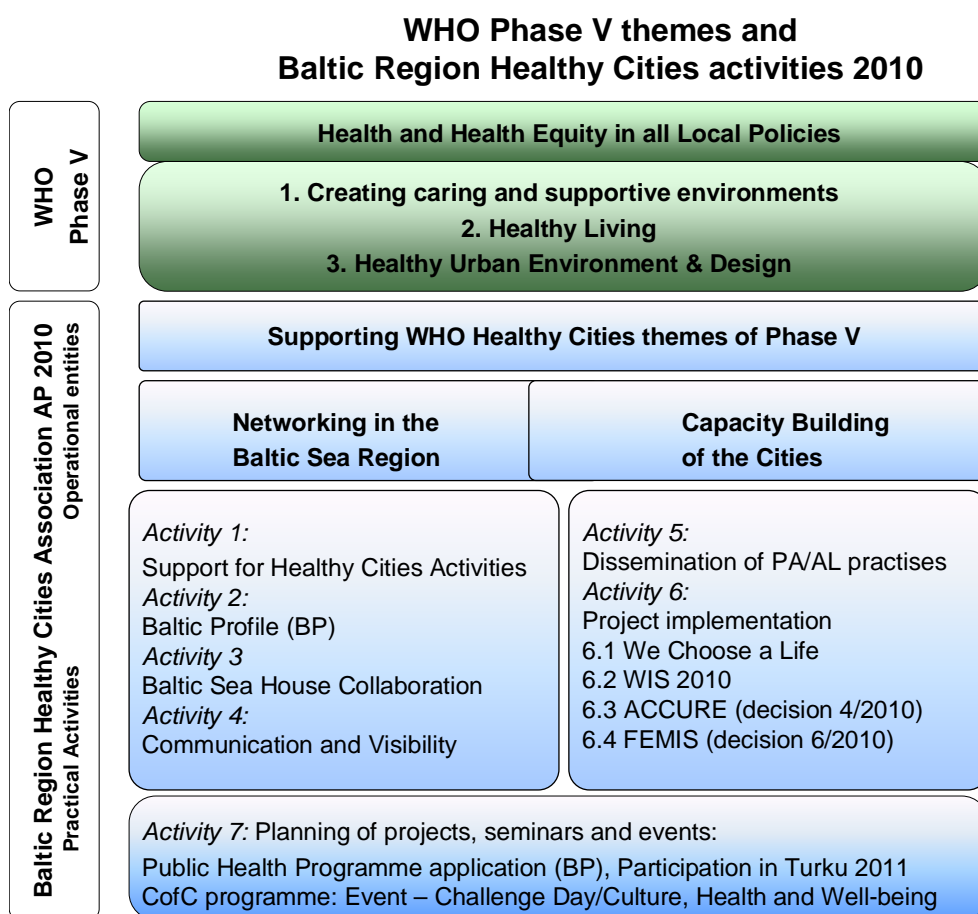 WHO Phase V themes and
Baltic Region Healthy Cities activities 2010
WHO
Phase V
Health and Health Equity in all Local Policies
1. Creating caring and supportive environments
2. Healthy Living
3. Healthy Urban Environment & Design
Baltic Region Healthy Cities Association AP 2010
Operational entities
Practical Activities
Supporting WHO Healthy Cities themes of Phase V
Networking in the
Baltic Sea Region
Capacity Building
of the Cities
Activity 1:
Support for Healthy Cities Activities
Activity 2:
Baltic Profile (BP)
Activity 3
Baltic Sea House Collaboration
Activity 4:
Communication and Visibility
Activity 5:
Dissemination of PA/AL practises
Activity 6:
Project implementation
6.1 We Choose a Life
6.2 WIS 2010
6.3 ACCURE (decision 4/2010)
6.4 FEMIS (decision 6/2010)
Activity 7: Planning of projects, seminars and events:
Public Health Programme application (BP), Participation in Turku 2011
CofC programme: Event – Challenge Day/Culture, Health and Well-being